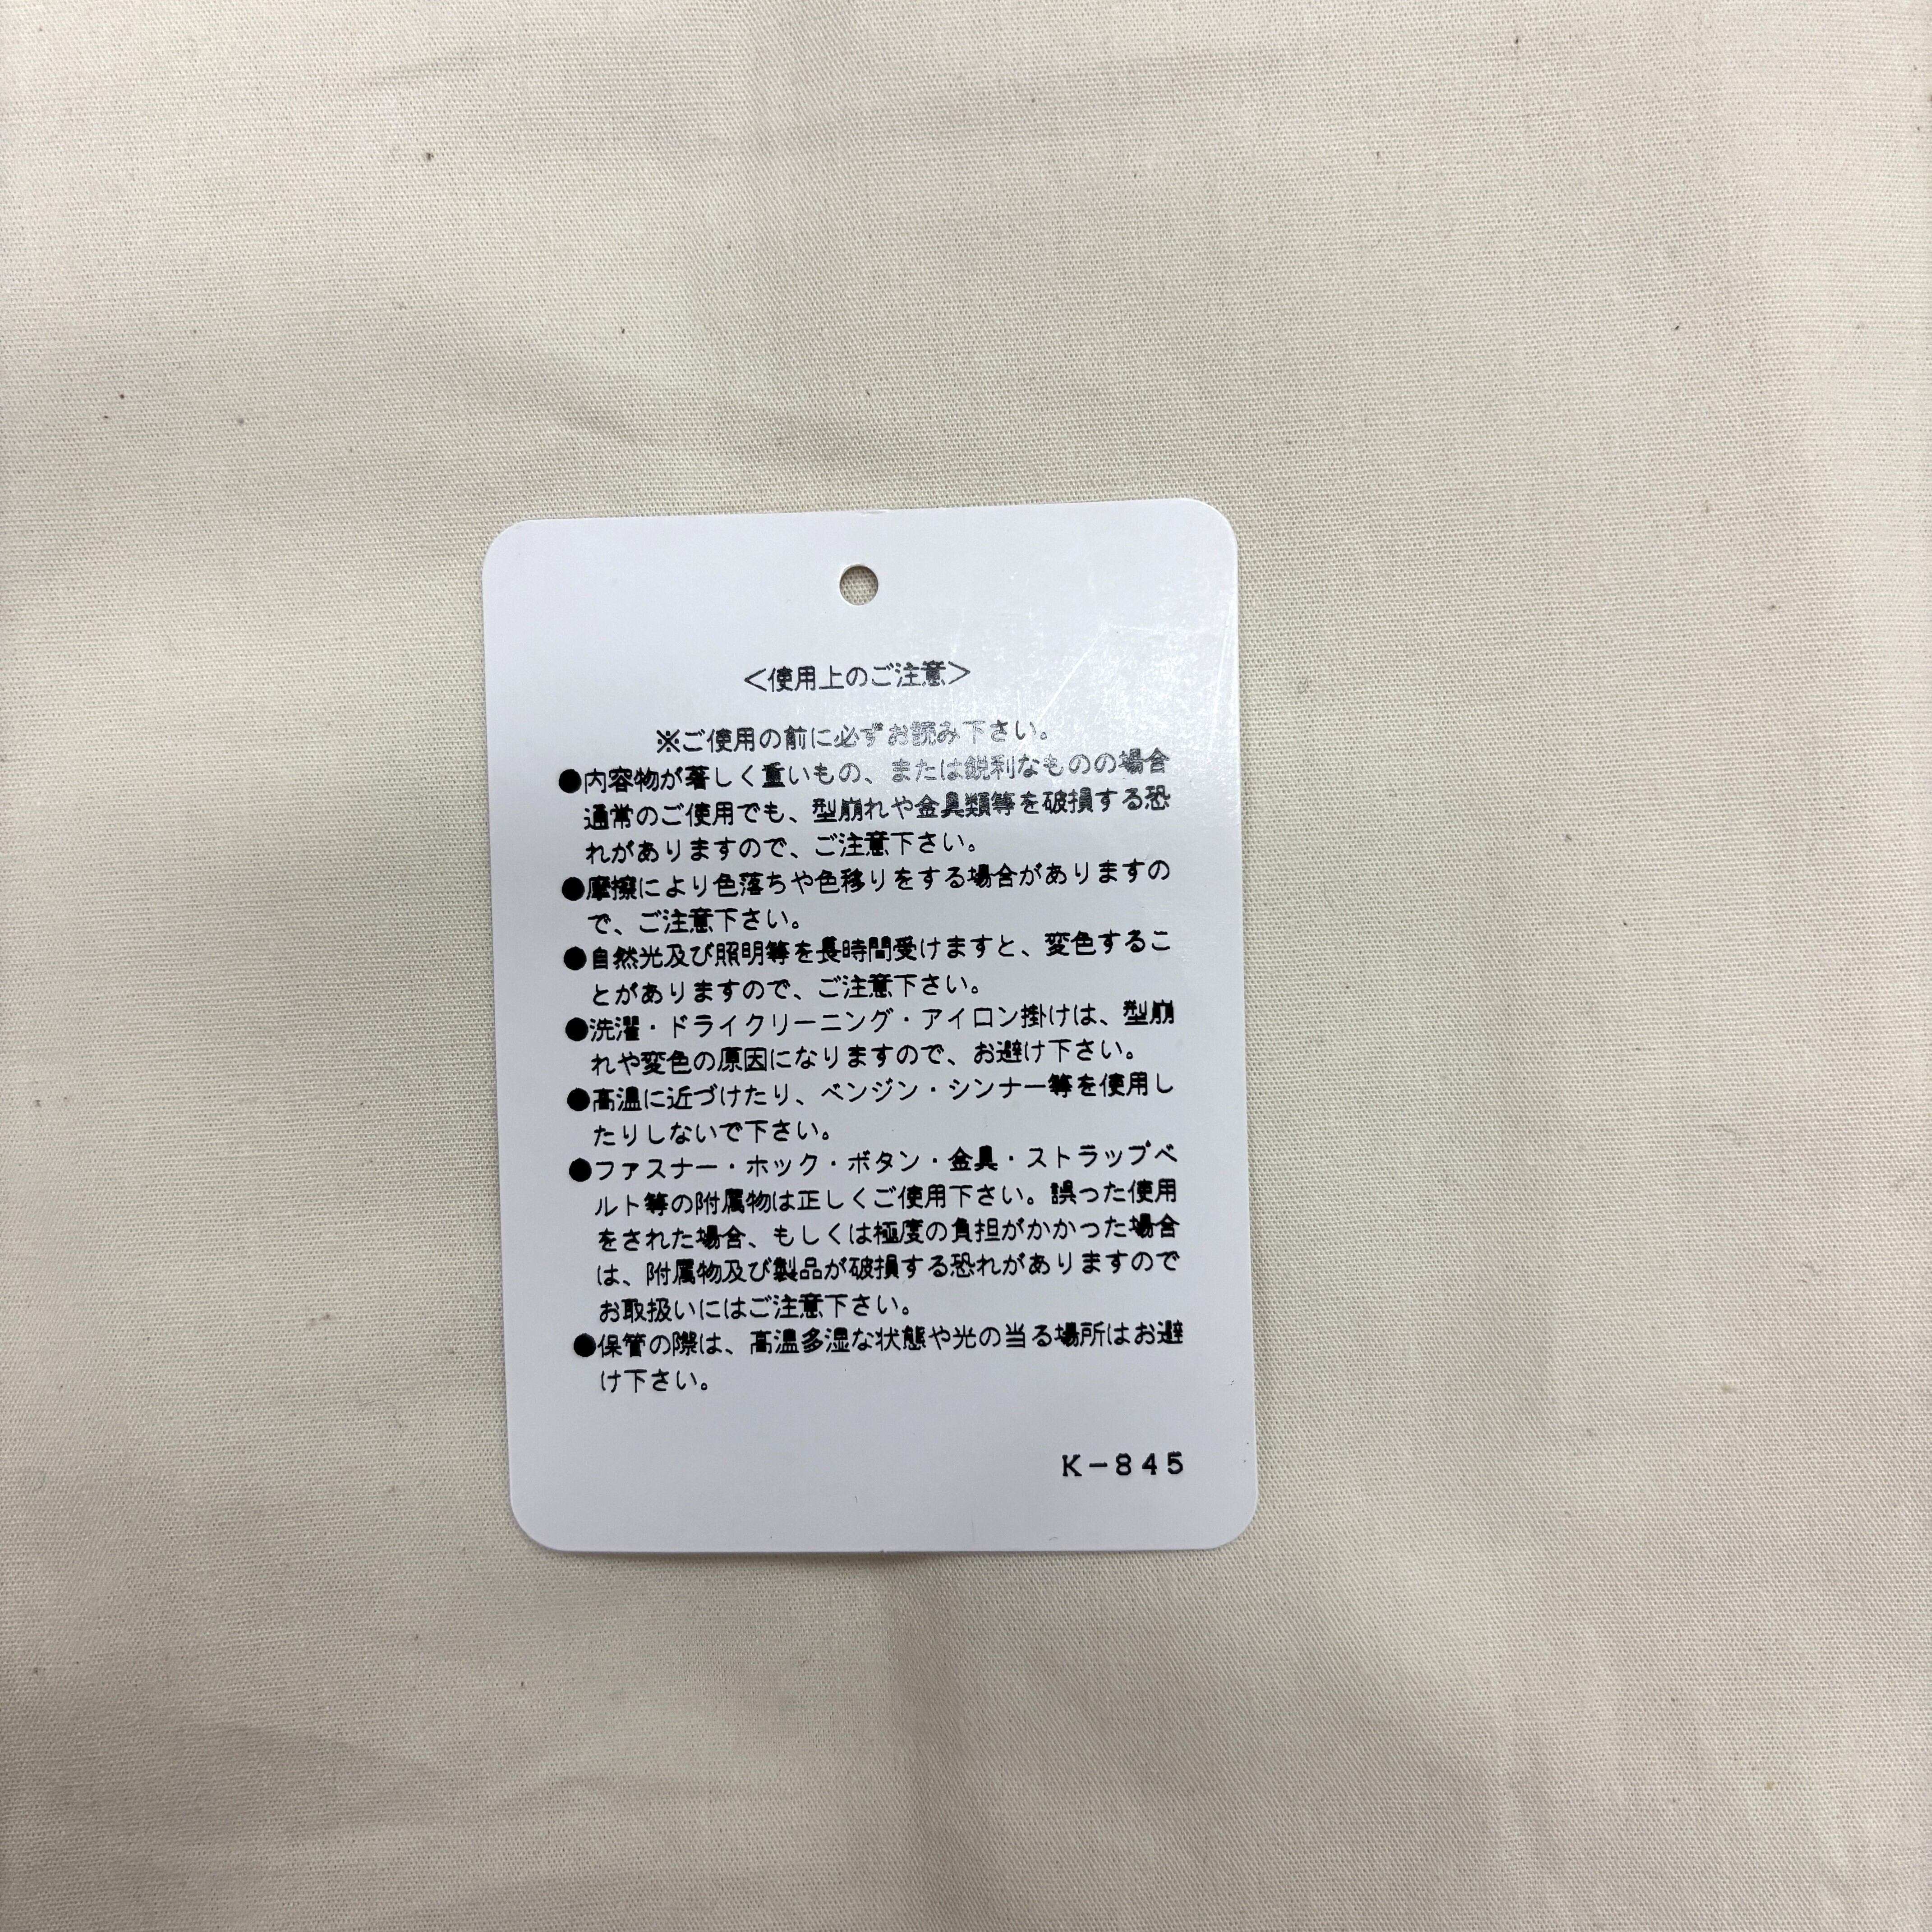 ＜使用上のご注意＞
※ご使用の前に必ずお読み下さい。
●内容物が著しく重いもの、または鋭利なものの場合
通常のご使用でも、型崩れや金具類等を破損する恐
れがありますので、ご注意下さい。
●摩擦により色落ちや色移りをする場合がありますの
で、ご注意下さい。
●自然光及び照明等を長時間受けますと、変色するこ
とがありますので、ご注意下さい。
●洗濯・ドライクリーニング・アイロン掛けは、型崩
れや変色の原因になりますので、お避け下さい。
●高温に近づけたり、ベンジン・シンナー等を使用し
たりしないで下さい。
●ファスナー・ホック・ボタン・金具・ストラップベ
ルト等の附属物は正しくご使用下さい。誤った使用
をされた場合、もしくは極度の負担がかかった場合
は、附属物及び製品が破損する恐れがありますので
お取扱いにはご注意下さい。
●保管の際は、高温多湿な状態や光の当る場所はお避
け下さい。
K－845